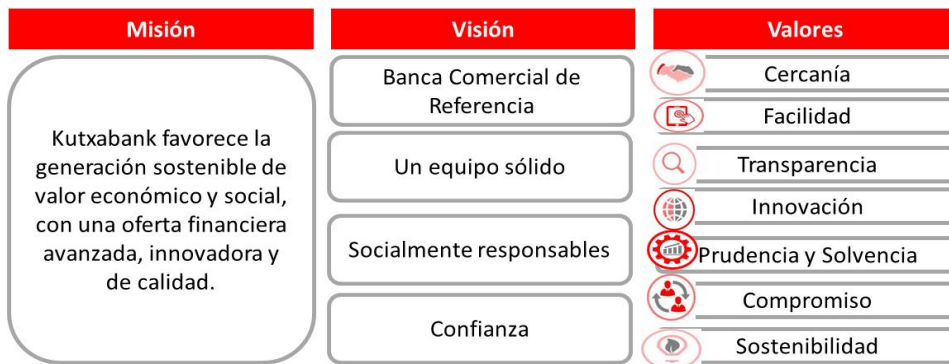 Misión
Kutxabank favorece la
generación sostenible de
valor económico y social,
con una oferta financiera
avanzada, innovadora y
de calidad.
Visión
Banca Comercial de
Referencia
Un equipo sólido
Socialmente responsables
Confianza
Valores
Cercanía
Facilidad
Transparencia
Innovación
Prudencia y Solvencia
Compromiso
Sostenibilidad